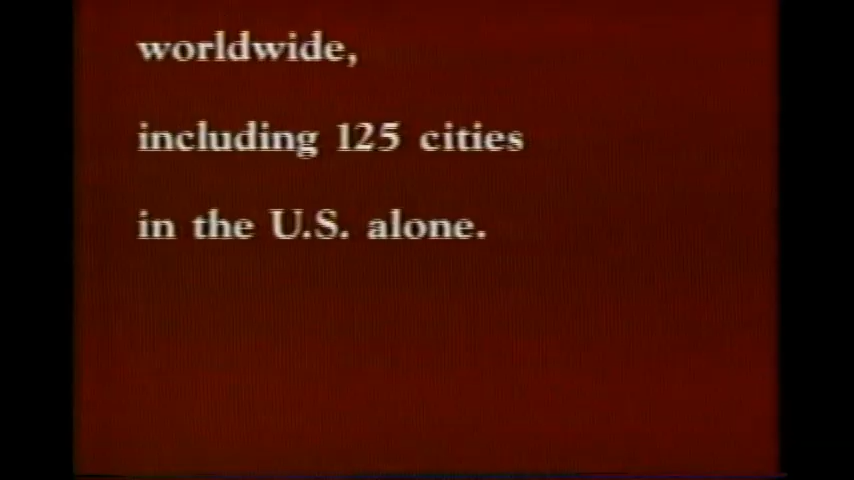 worldwide,
including 125 cities
in the U.S. alone.